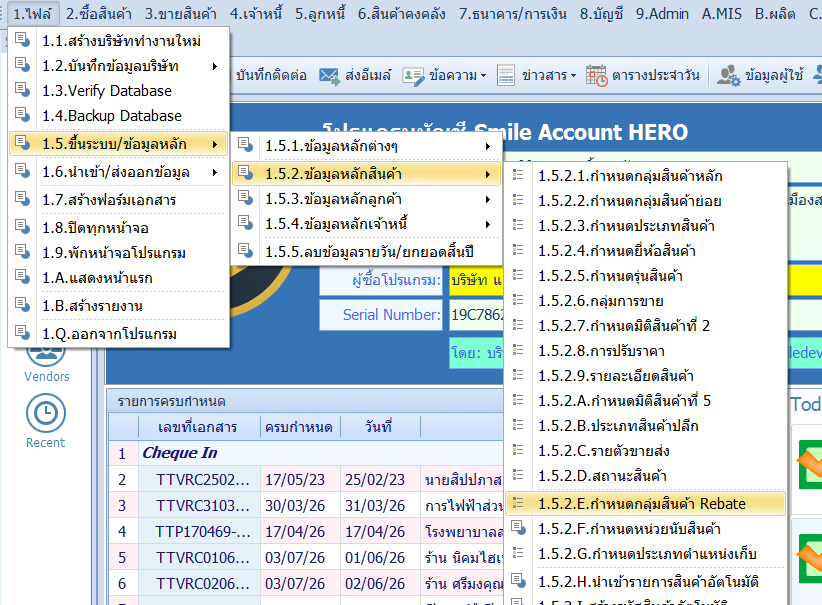 1.ไฟล์ 2.ซื้อสินค้า 3.ขายสินค้า 4.เจ้าหนี้ 5.ลูกหนี้ 6.สินค้าคงคลัง 7.ธนาคาร/การเงิน 8.บัญชี 9.Admin A.MIS B.ผลิต C.
1.1.สร้างบริษัททำงานใหม่
1.2.บันทึกข้อมูลบริษัท
1.3.Verify Database
1.4.Backup Database
1.5.ขึ้นระบบ/ข้อมูลหลัก
1.6.นำเข้า/ส่งออกข้อมูล
1.7.สร้างฟอร์มเอกสาร
1.8.ปิดทุกหน้าจอ
1.9.พักหน้าจอโปรแกรม
1.A.แสดงหน้าแรก
1.B.สร้างรายงาน
1.Q.ออกจากโปรแกรม
บันทึกติดต่อ ส่งอีเมล์ ข้อความ ข่าวสาร ตารางประจำวัน ข้อมูลผู้ใช้
โปรแกรมบัญชี Smile Account HERO
1.5.1.ข้อมูลหลักต่างๆ
1.5.2.ข้อมูลหลักสินค้า
1.5.3.ข้อมูลหลักลูกค้า
1.5.4.ข้อมูลหลักเจ้าหนี้
1.5.5.ลบข้อมูลรายวัน/ยกยอดสิ้นปี
1.5.2.1.กำหนดกลุ่มสินค้าหลัก
1.5.2.2.กำหนดกลุ่มสินค้าย่อย
1.5.2.3.กำหนดประเภทสินค้า
1.5.2.4.กำหนดยี่ห้อสินค้า
1.5.2.5.กำหนดรุ่นสินค้า
1.5.2.6.กลุ่มการขาย
1.5.2.7.กำหนดมิติสินค้าที่ 2
1.5.2.8.การปรับราคา
1.5.2.9.รายละเอียดสินค้า
1.5.2.A.กำหนดมิติสินค้าที่ 5
1.5.2.B.ประเภทสินค้าปลีก
1.5.2.C.รายตัวขายส่ง
1.5.2.D.สถานะสินค้า
1.5.2.E.กำหนดกลุ่มสินค้า Rebate
1.5.2.F.กำหนดหน่วยนับสินค้า
1.5.2.G.กำหนดประเภทตำแหน่งเก็บ
1.5.2.H.นำเข้ารายการสินค้าอัตโนมัติ
ผู้ซื้อโปรแกรม: บริษัท แ
Serial Number: 19C786
โดย: บริ
ledev
Vendors
Recent
Tod
รายการครบกำหนด
เลขที่เอกสาร ครบกำหนด วันที่
1 Cheque In
2 TTVRC2502... 17/05/23 25/02/23 นายสิปปภาส
3 TTVRC3103... 30/03/26 31/03/26 การไฟฟ้าส่วน
4 TTP170469-... 17/04/26 17/04/26 โรงพยาบาลส
5 TTVRC0106... 03/07/26 01/06/26 ร้าน นิคมไฮเ
6 TTVRC0206... 03/07/26 02/06/26 ร้าน ศรีมงคุณ